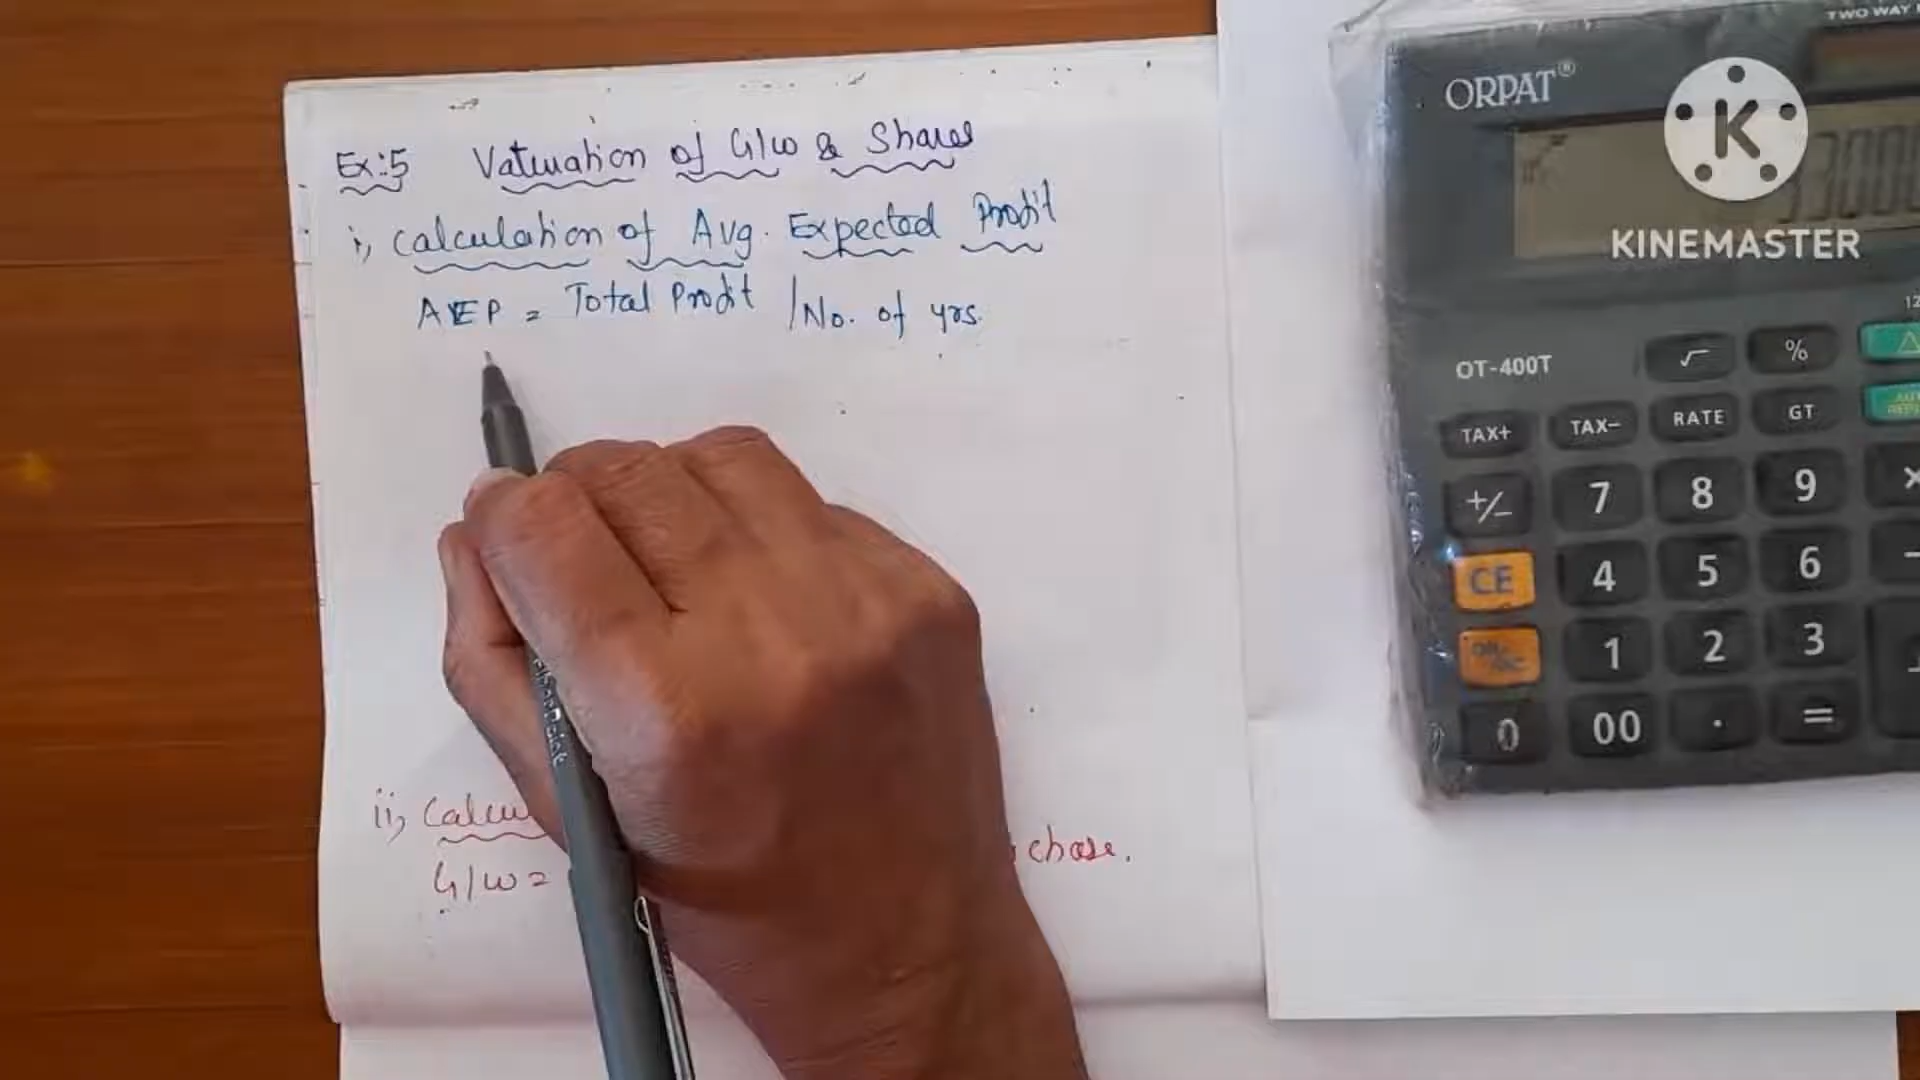 Ex:5 Valuation of G/w & Shares
i, Calculation of Avg. Expected Profit
AEP = Total Profit /No. of yrs.
ii, Calcu
G/w =
chase.
TWO WAY
ORPAT®
KINEMASTER
OT-400T
√ %
TAX+ TAX- RATE GT
+/- 7 8 9 ×
CE 4 5 6 -
1 2 3
0 00 . =